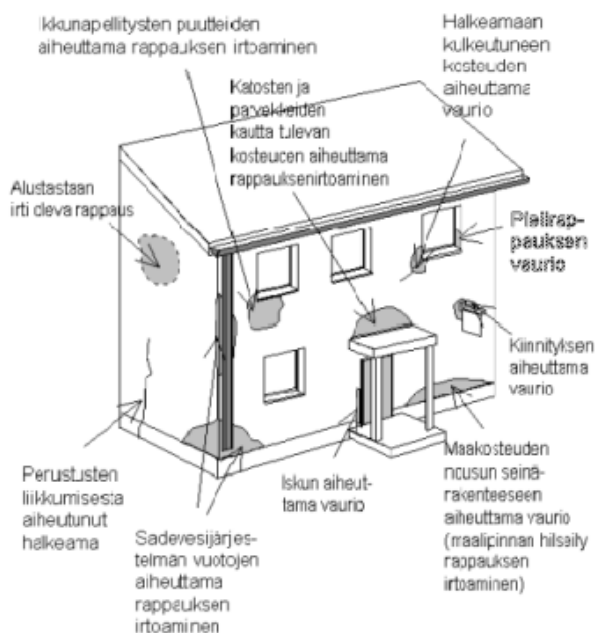 Ikkunapellitysten puutteiden
aiheuttama rappauksen irtoaminen
Katosten ja
parvekkeiden
kautta tulevan
kosteuden aiheuttama
rappauksenirtoaminen
Halkeamaan
kulkeutuneen
kosteuden
aiheuttama
vaurio
Alustastaan
irti oleva rappaus
Pielirap-
pauksen
vaurio
Kiinnityksen
aiheuttama
vaurio
Perustusten
liikkumisesta
aiheutunut
halkeama
Sadevesijärjes-
telmän vuotojen
aiheuttama
rappauksen
irtoaminen
Iskun aiheut-
tama vaurio
Maakosteuden
nousun seinä-
rakenteeseen
aiheuttama vaurio
(maalipinnan hilseily
rappauksen
irtoaminen)